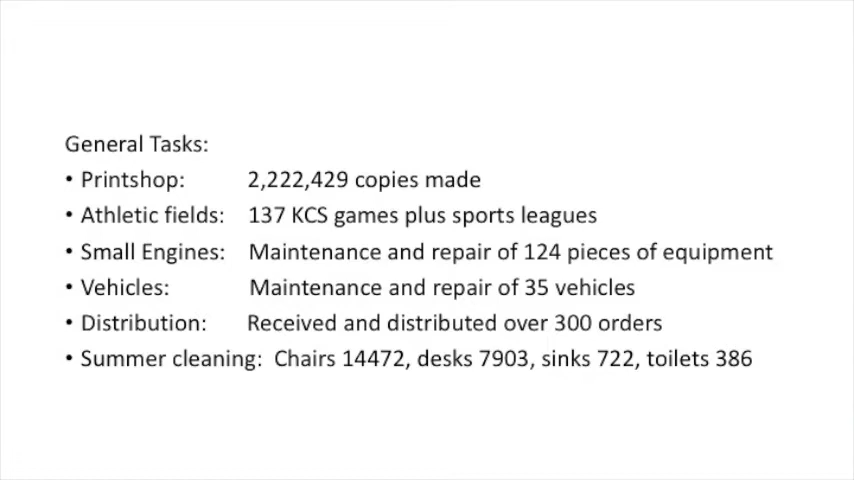 General Tasks:
• Printshop: 2,222,429 copies made
• Athletic fields: 137 KCS games plus sports leagues
• Small Engines: Maintenance and repair of 124 pieces of equipment
• Vehicles: Maintenance and repair of 35 vehicles
• Distribution: Received and distributed over 300 orders
• Summer cleaning: Chairs 14472, desks 7903, sinks 722, toilets 386